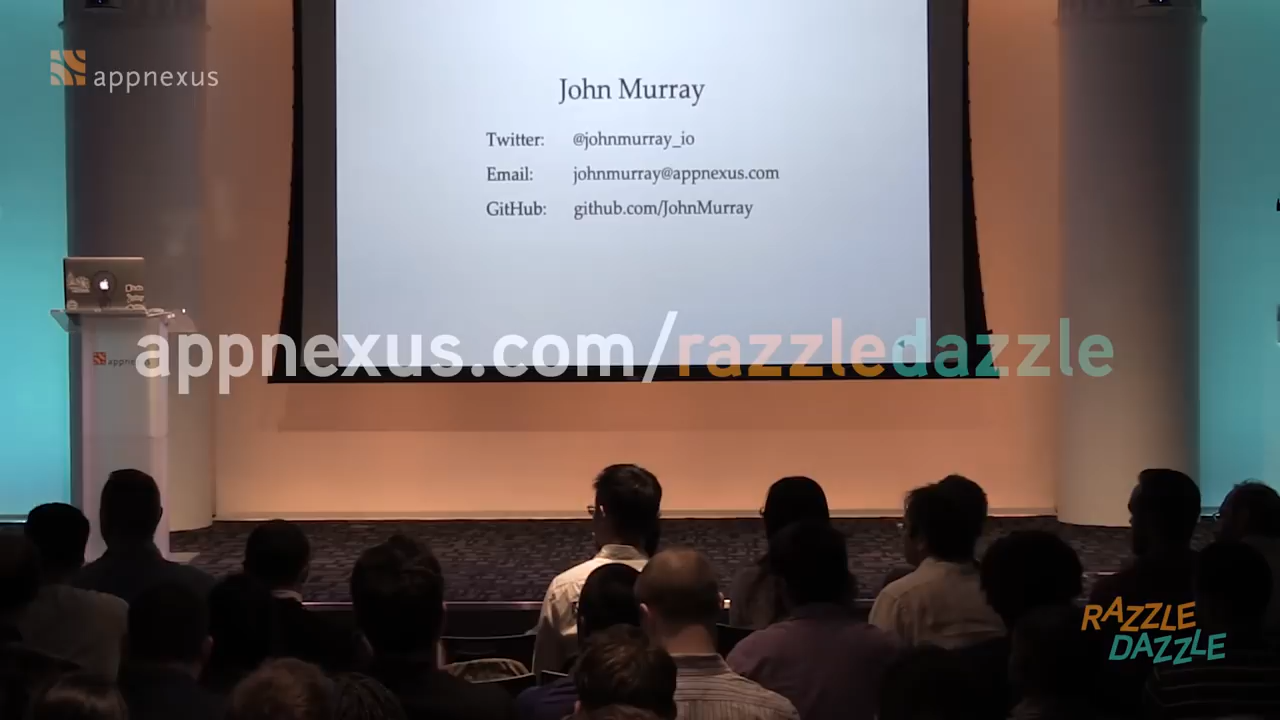 appnexus
John Murray
Twitter: @johnmurray_io
Email: johnmurray@appnexus.com
GitHub: github.com/JohnMurray
appnexus.com/razzledazzle
RAZZLE
DAZZLE